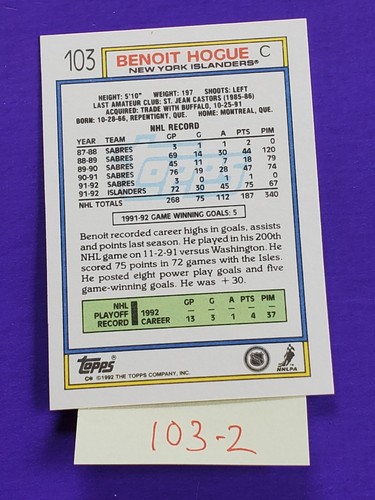 103 BENOIT HOGUE C
NEW YORK ISLANDERS®
HEIGHT: 5'10" WEIGHT: 197 SHOOTS: LEFT
LAST AMATEUR CLUB: ST. JEAN CASTORS (1985-86)
ACQUIRED: TRADE WITH BUFFALO, 10-25-91
BORN: 10-28-66, REPENTIGNY, QUE. HOME: MONTREAL, QUE.
NHL RECORD
YEAR TEAM GP G A PTS PIM
87-88 SABRES 3 1 1 2 0
88-89 SABRES 69 14 30 44 120
89-90 SABRES 45 11 7 18 79
90-91 SABRES 76 19 28 47 74
91-92 SABRES 3 0 1 1 0
91-92 ISLANDERS 72 30 45 75 67
NHL TOTALS 268 75 112 187 340
1991-92 GAME WINNING GOALS: 5
Benoit recorded career highs in goals, assists
and points last season. He played in his 200th
NHL game on 11-2-91 versus Washington. He
scored 75 points in 72 games with the Isles.
He posted eight power play goals and five
game-winning goals. He was +30.
NHL PLAYOFF RECORD
GP G A PTS PIM
1992 — — — — —
CAREER 13 3 1 4 37
topps®
C® ©1992 THE TOPPS COMPANY, INC.
NHLPA
103-2